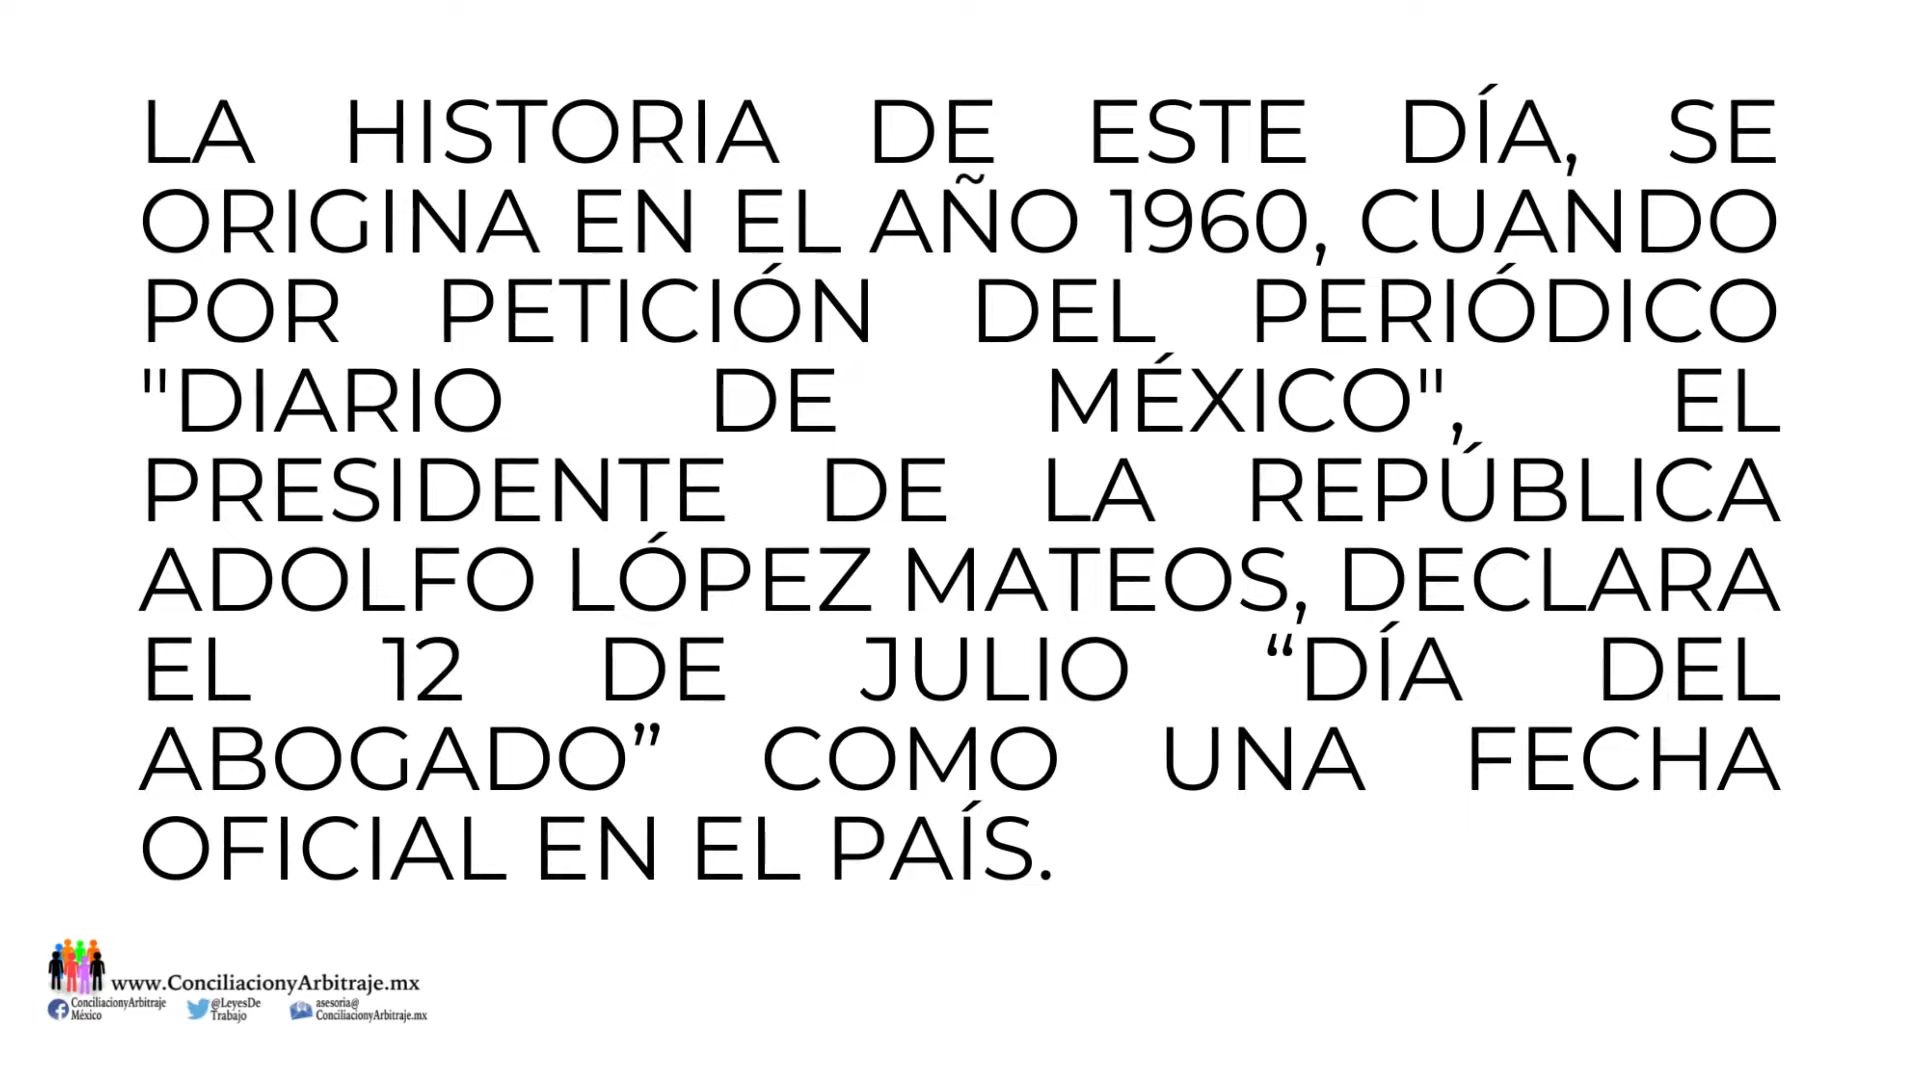 LA HISTORIA DE ESTE DÍA, SE
ORIGINA EN EL AÑO 1960, CUANDO
POR PETICIÓN DEL PERIÓDICO
"DIARIO DE MÉXICO", EL
PRESIDENTE DE LA REPÚBLICA
ADOLFO LÓPEZ MATEOS, DECLARA
EL 12 DE JULIO “DÍA DEL
ABOGADO” COMO UNA FECHA
OFICIAL EN EL PAÍS.
www.ConciliacionyArbitraje.mx
ConciliacionyArbitraje
México
@LeyesDe
Trabajo
asesoria@
ConciliacionyArbitraje.mx